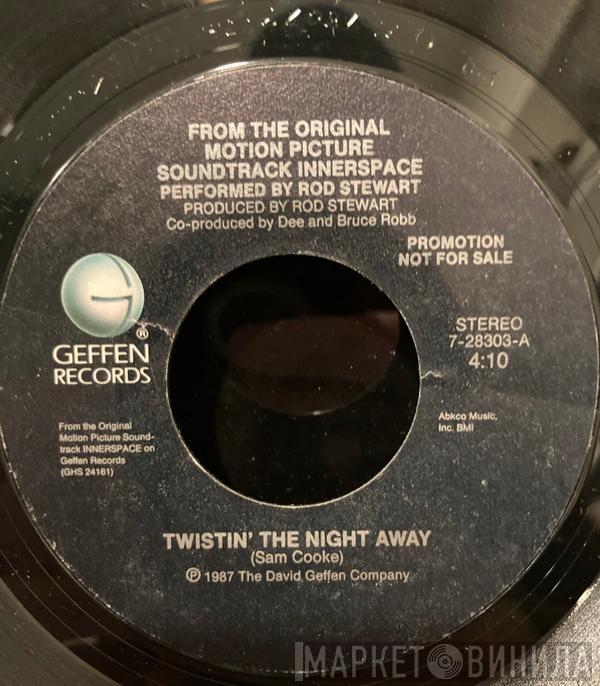 FROM THE ORIGINAL
MOTION PICTURE
SOUNDTRACK INNERSPACE
PERFORMED BY ROD STEWART
PRODUCED BY ROD STEWART
Co-produced by Dee and Bruce Robb
PROMOTION
NOT FOR SALE
G
®
GEFFEN
RECORDS
STEREO
7-28303-A
4:10
From the Original
Motion Picture Sound-
track INNERSPACE on
Geffen Records
(GHS 24161)
Abkco Music,
Inc. BMI
TWISTIN' THE NIGHT AWAY
(Sam Cooke)
℗ 1987 The David Geffen Company
МАРКЕТ ВИНИЛА